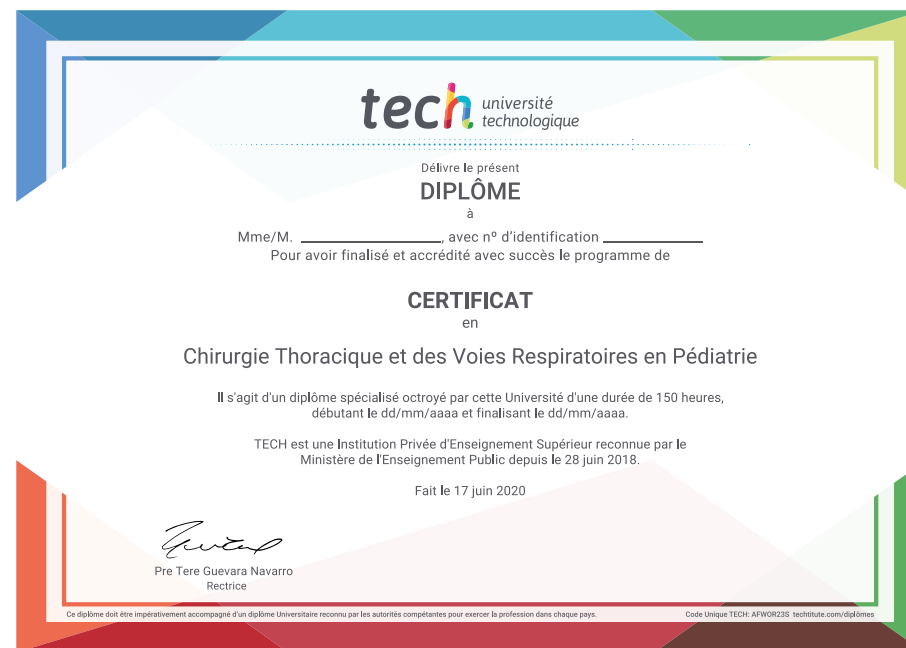 tech université
technologique
Délivre le présent
DIPLÔME
à
Mme/M. ____________________, avec nº d'identification ______________
Pour avoir finalisé et accrédité avec succès le programme de
CERTIFICAT
en
Chirurgie Thoracique et des Voies Respiratoires en Pédiatrie
Il s'agit d'un diplôme spécialisé octroyé par cette Université d'une durée de 150 heures,
débutant le dd/mm/aaaa et finalisant le dd/mm/aaaa.
TECH est une Institution Privée d'Enseignement Supérieur reconnue par le
Ministère de l'Enseignement Public depuis le 28 juin 2018.
Fait le 17 juin 2020
Pre Tere Guevara Navarro
Rectrice
Ce diplôme doit être impérativement accompagné d'un diplôme Universitaire reconnu par les autorités compétentes pour exercer la profession dans chaque pays. Code Unique TECH: AFWOR23S techtitute.com/diplômes